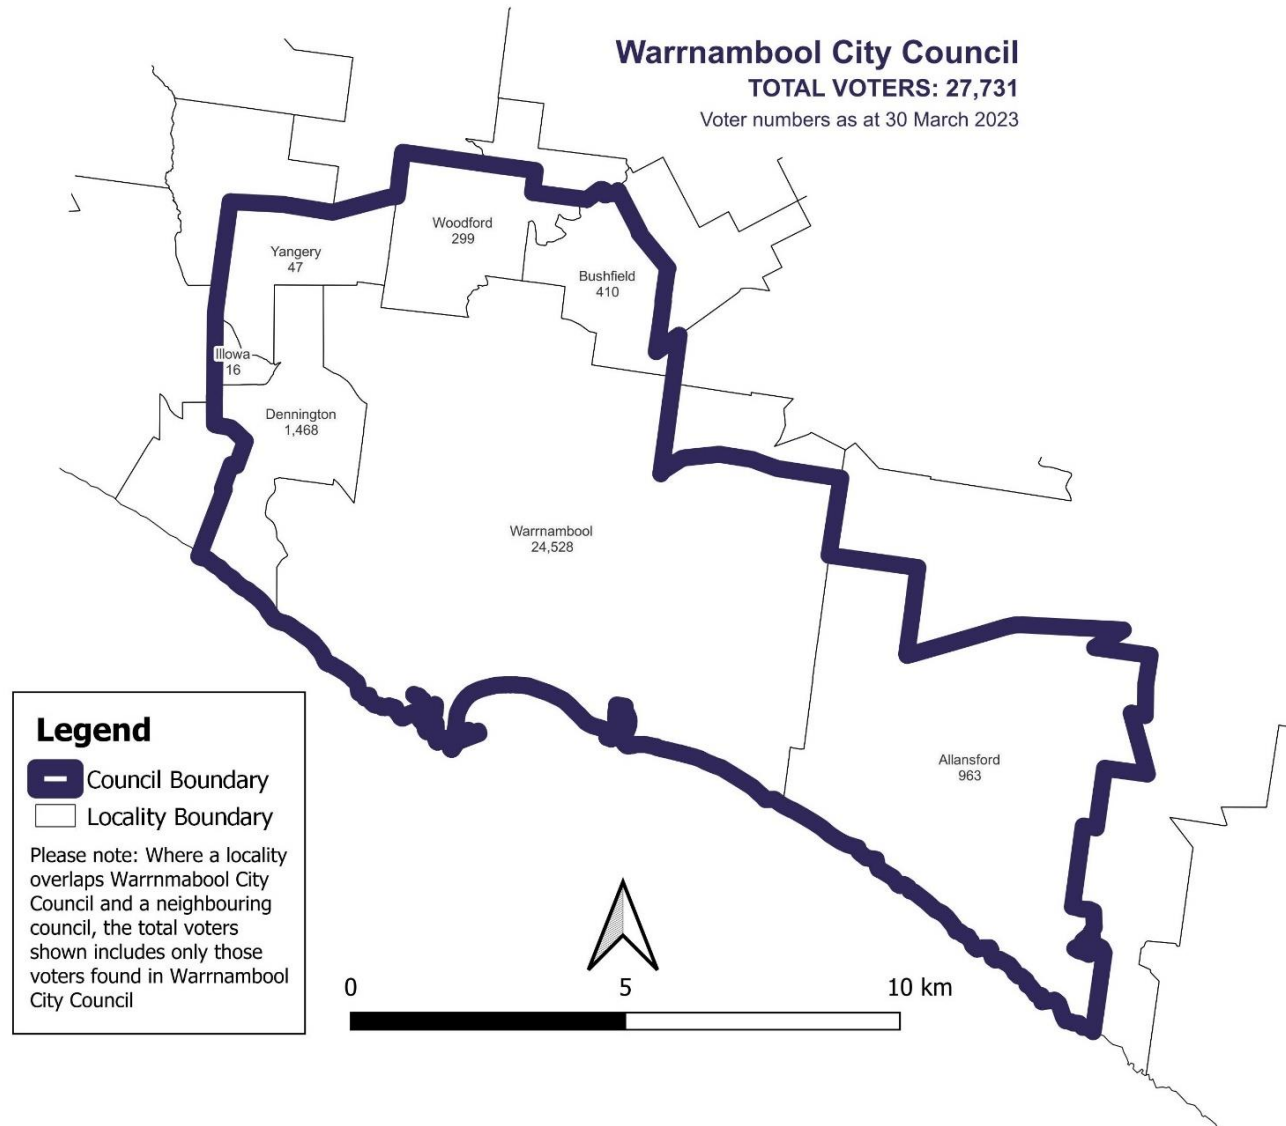 Warrnambool City Council
TOTAL VOTERS: 27,731
Voter numbers as at 30 March 2023
Woodford
299
Yangery
47
Bushfield
410
Illowa
16
Dennington
1,468
Warrnambool
24,528
Allansford
963
Legend
Council Boundary
Locality Boundary
Please note: Where a locality
overlaps Warrnmabool City
Council and a neighbouring
council, the total voters
shown includes only those
voters found in Warrnambool
City Council
0 5 10 km